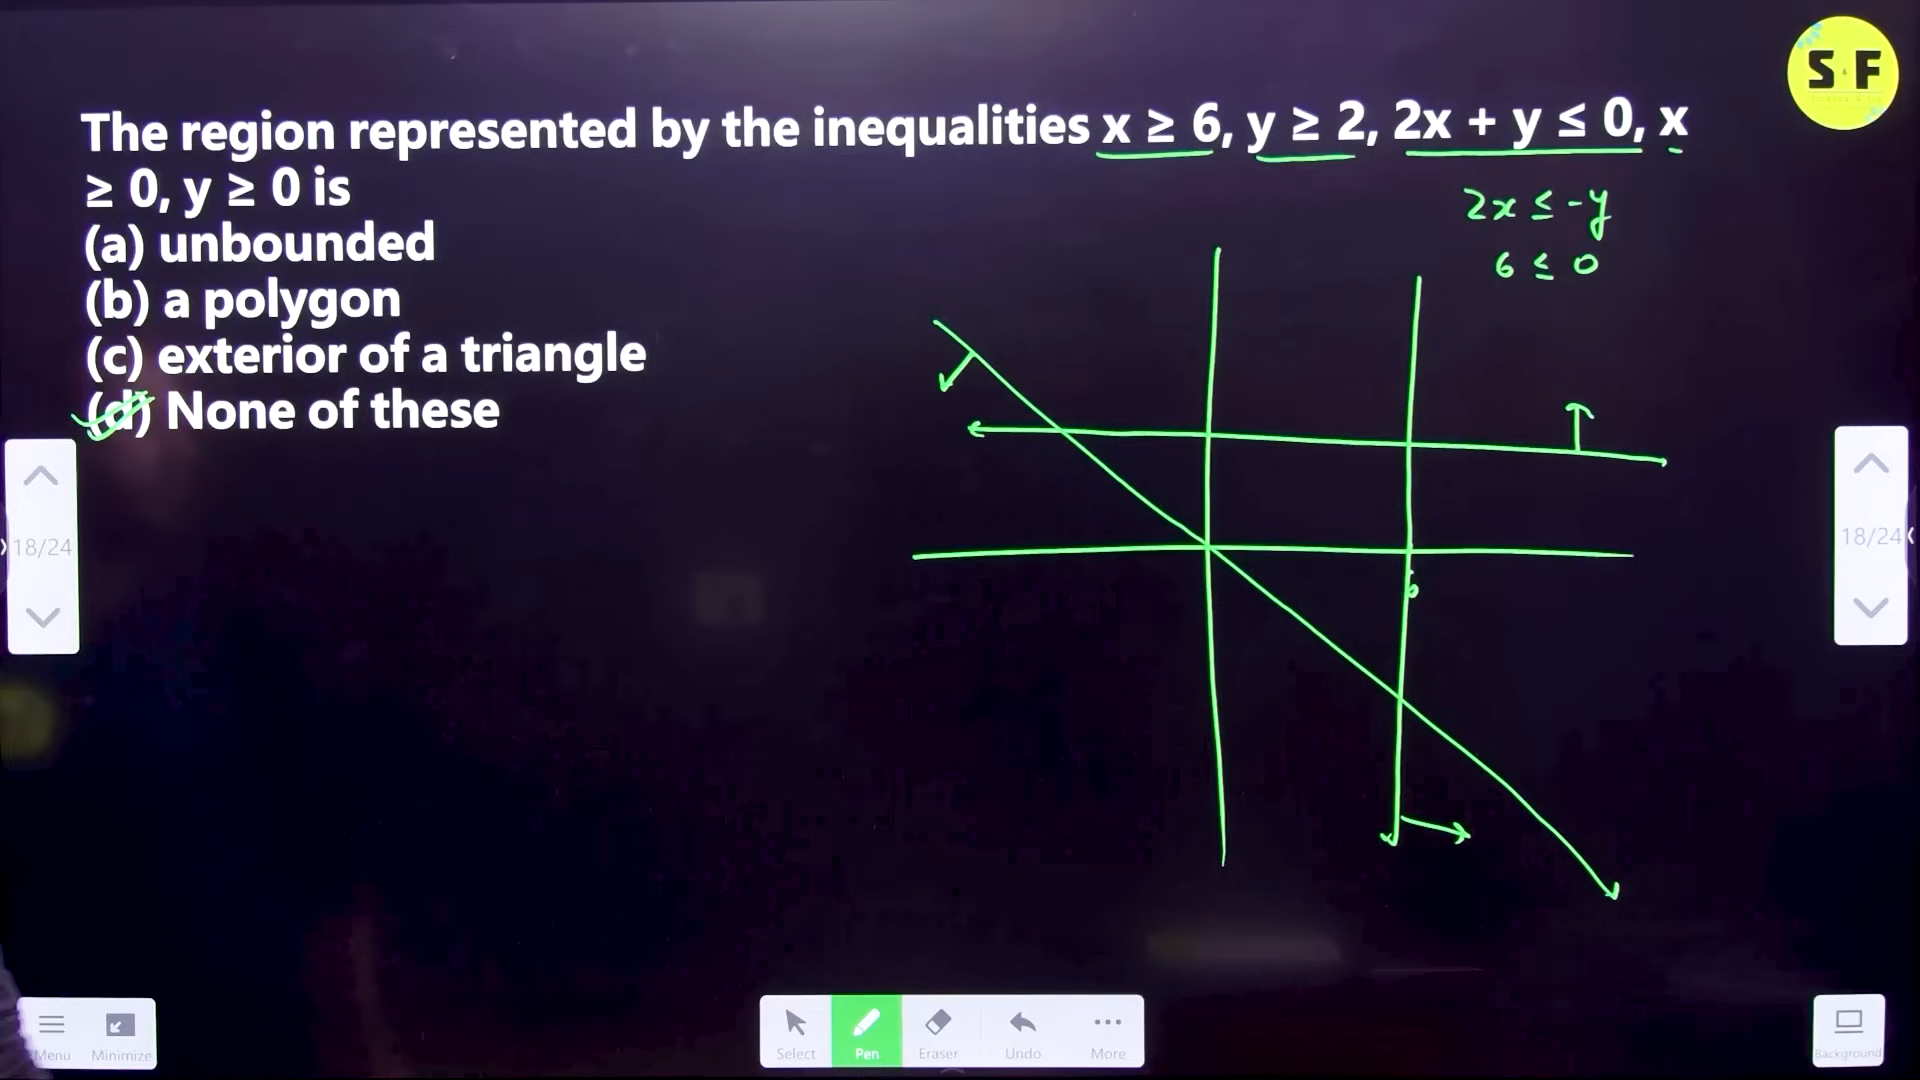 S & F
The region represented by the inequalities x ≥ 6, y ≥ 2, 2x + y ≤ 0, x
≥ 0, y ≥ 0 is
(a) unbounded
(b) a polygon
(c) exterior of a triangle
(d) None of these
2x ≤ -y
6 ≤ 0
6
18/24
18/24
Menu
Minimize
Select
Pen
Eraser
Undo
More
Background